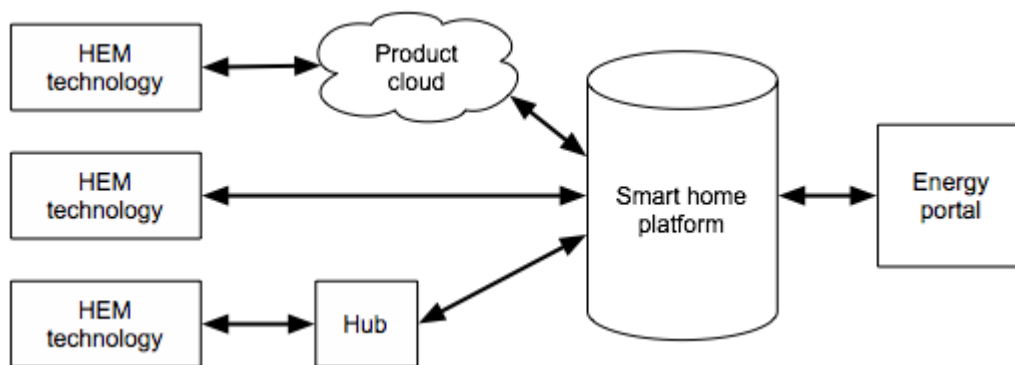 HEM
technology
Product
cloud
HEM
technology
Smart home
platform
Energy
portal
HEM
technology
Hub